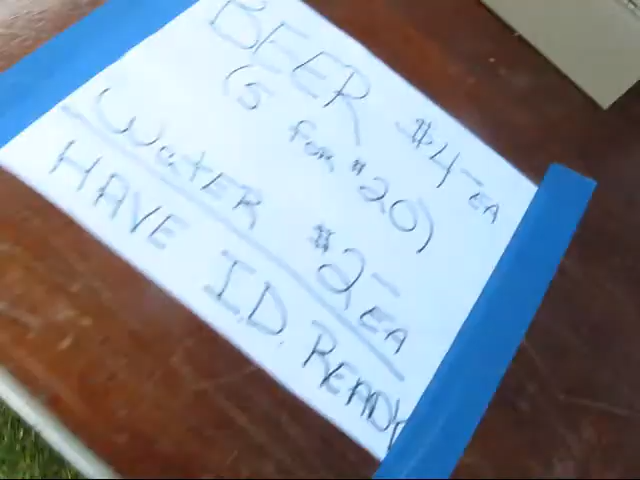 BEER $4- EA
(5 for $20)
WatER $2- EA
HAVE I.D. READY